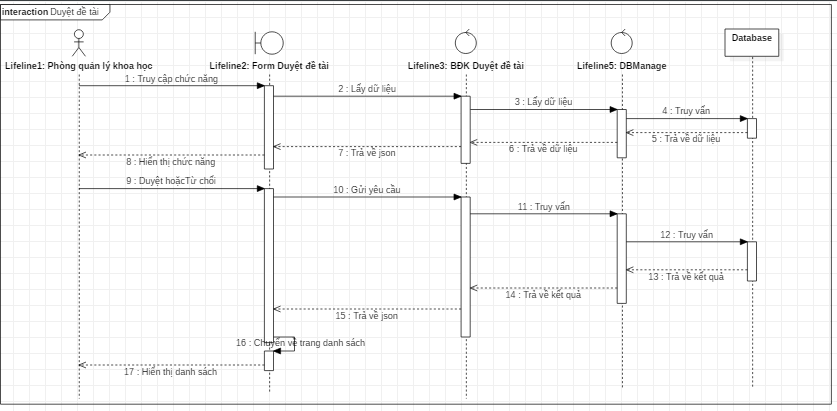 interaction Duyệt đề tài
Database
Lifeline1: Phòng quản lý khoa học
Lifeline2: Form Duyệt đề tài
Lifeline3: BĐK Duyệt đề tài
Lifeline5: DBManage
1 : Truy cập chức năng
2 : Lấy dữ liệu
3 : Lấy dữ liệu
4 : Truy vấn
5 : Trả về dữ liệu
6 : Trả về dữ liệu
7 : Trả về json
8 : Hiển thị chức năng
9 : Duyệt hoặcTừ chối
10 : Gửi yêu cầu
11 : Truy vấn
12 : Truy vấn
13 : Trả về kết quả
14 : Trả về kết quả
15 : Trả về json
16 : Chuyển về trang danh sách
17 : Hiển thị danh sách